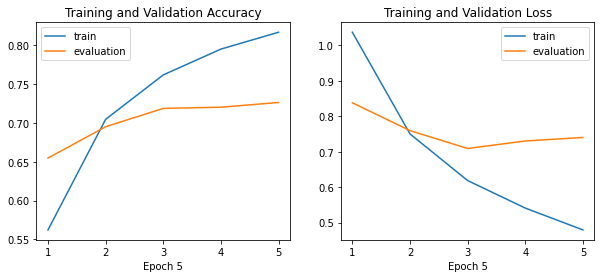 Training and Validation Accuracy
train
evaluation
0.80
0.75
0.70
0.65
0.60
0.55
1 2 3 4 5
Epoch 5
Training and Validation Loss
train
evaluation
1.0
0.9
0.8
0.7
0.6
0.5
1 2 3 4 5
Epoch 5